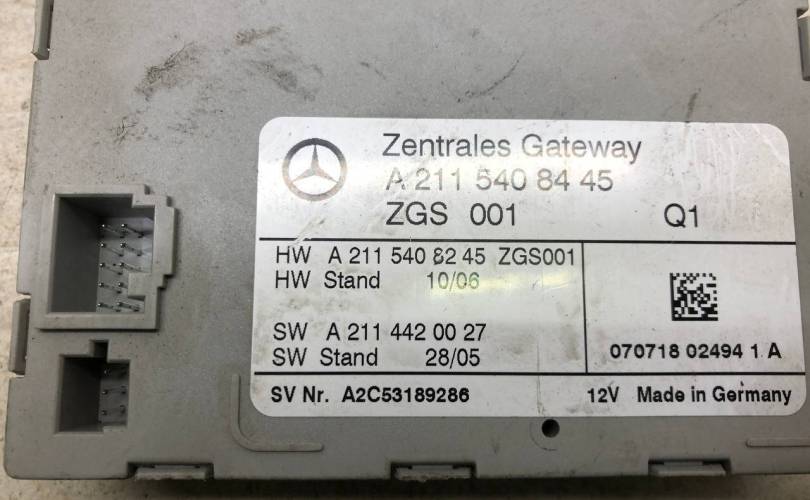 Zentrales Gateway
A 211 540 84 45
ZGS 001 Q1
HW A 211 540 82 45 ZGS001
HW Stand 10/06
SW A 211 442 00 27
SW Stand 28/05
070718 02494 1 A
SV Nr. A2C53189286
12V Made in Germany